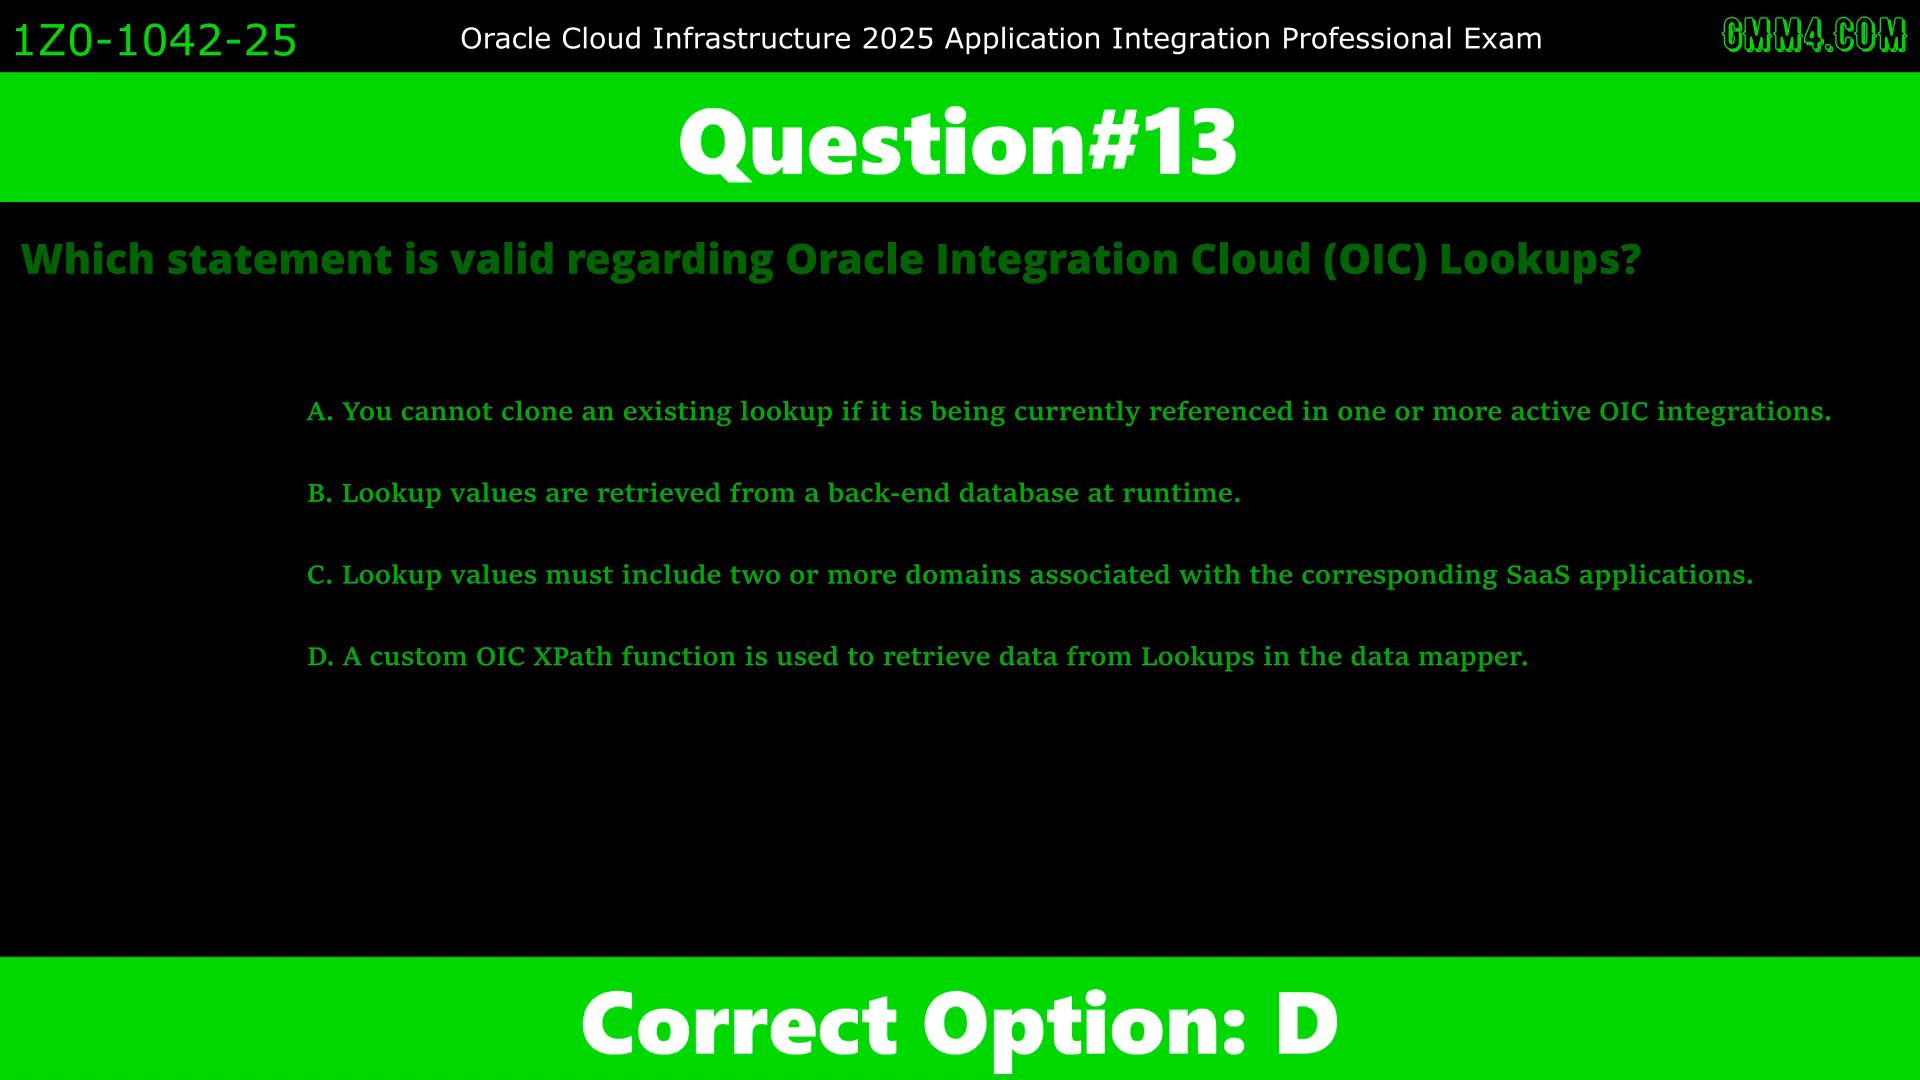 1Z0-1042-25
Oracle Cloud Infrastructure 2025 Application Integration Professional Exam
GMM4.COM
Question#13
Which statement is valid regarding Oracle Integration Cloud (OIC) Lookups?
A. You cannot clone an existing lookup if it is being currently referenced in one or more active OIC integrations.
B. Lookup values are retrieved from a back-end database at runtime.
C. Lookup values must include two or more domains associated with the corresponding SaaS applications.
D. A custom OIC XPath function is used to retrieve data from Lookups in the data mapper.
Correct Option: D